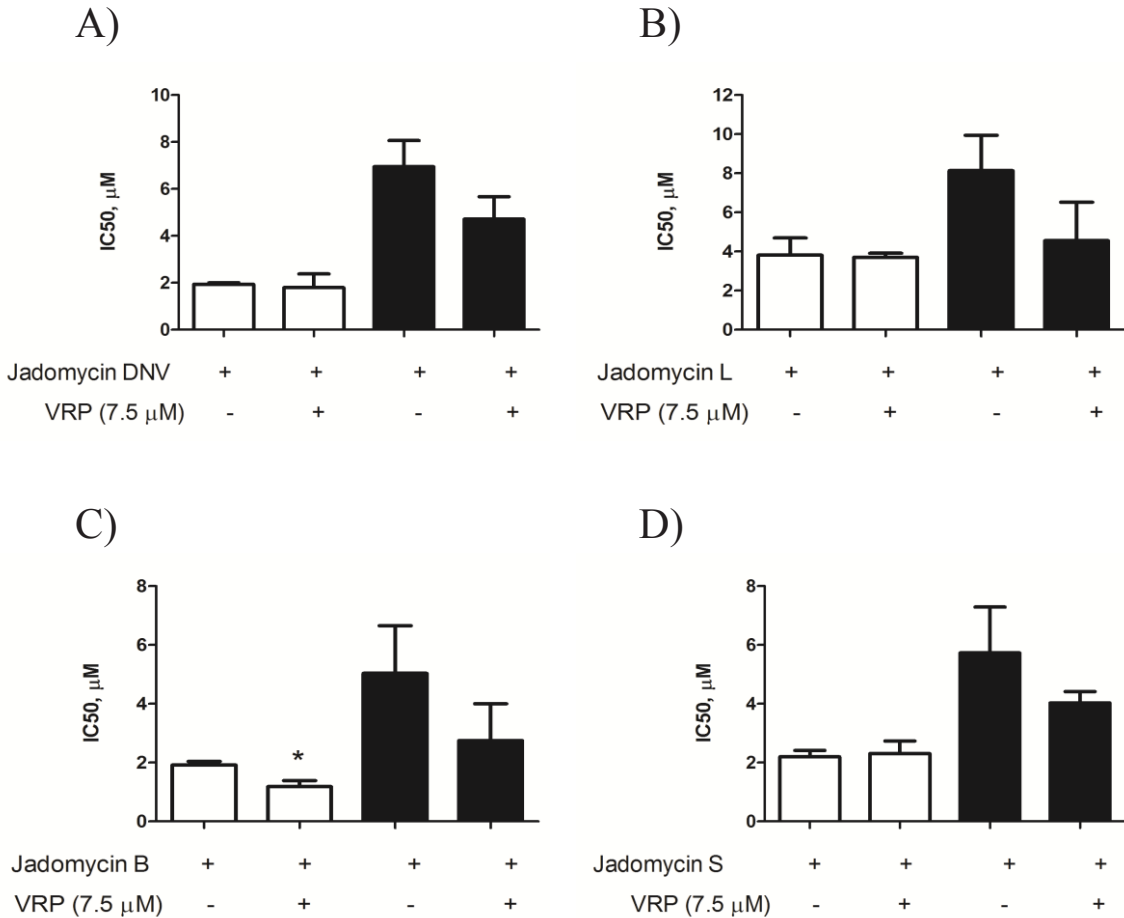 A)
10
8
6
4
2
0
IC50, μM
Jadomycin DNV + + + +
VRP (7.5 μM) - + - +
B)
12
10
8
6
4
2
0
IC50, μM
Jadomycin L + + + +
VRP (7.5 μM) - + - +
C)
8
6
4
2
0
IC50, μM
*
Jadomycin B + + + +
VRP (7.5 μM) - + - +
D)
8
6
4
2
0
IC50, μM
Jadomycin S + + + +
VRP (7.5 μM) - + - +